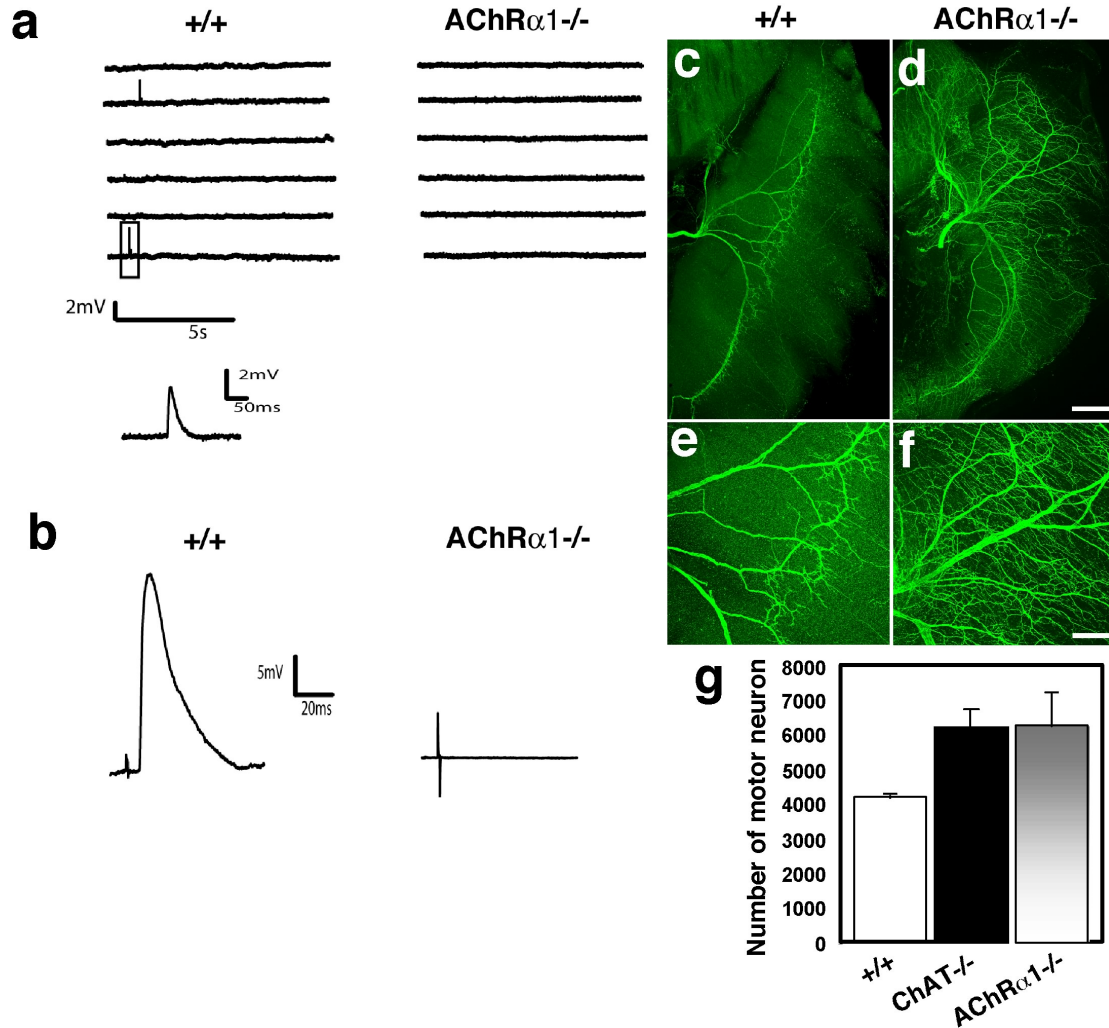 a
+/+
AChRα1-/-
2mV
5s
2mV
50ms
b
+/+
AChRα1-/-
5mV
20ms
+/+
AChRα1-/-
c
d
e
f
g
Number of motor neuron
8000
7000
6000
5000
4000
3000
2000
1000
0
+/+
ChAT-/-
AChRα1-/-